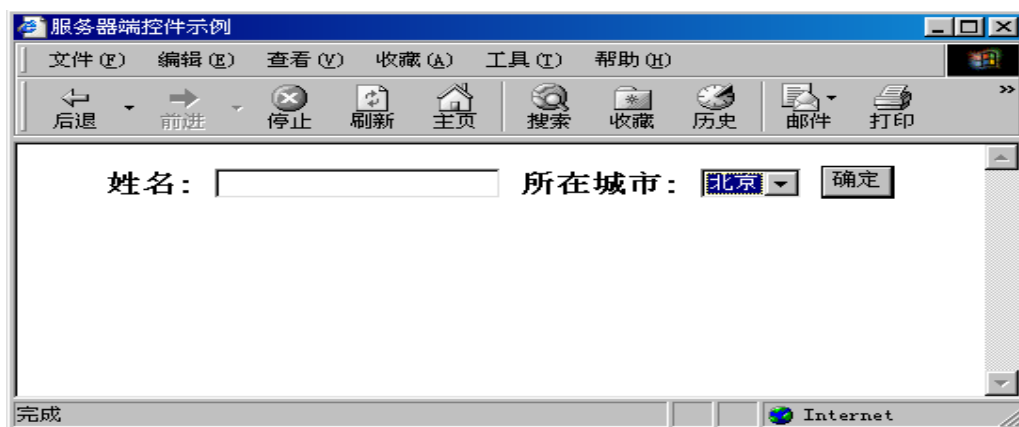 服务器端控件示例
文件(F) 编辑(E) 查看(V) 收藏(A) 工具(T) 帮助(H)
后退 前进 停止 刷新 主页 搜索 收藏 历史 邮件 打印 »
姓名: 所在城市: 北京 确定
完成 Internet